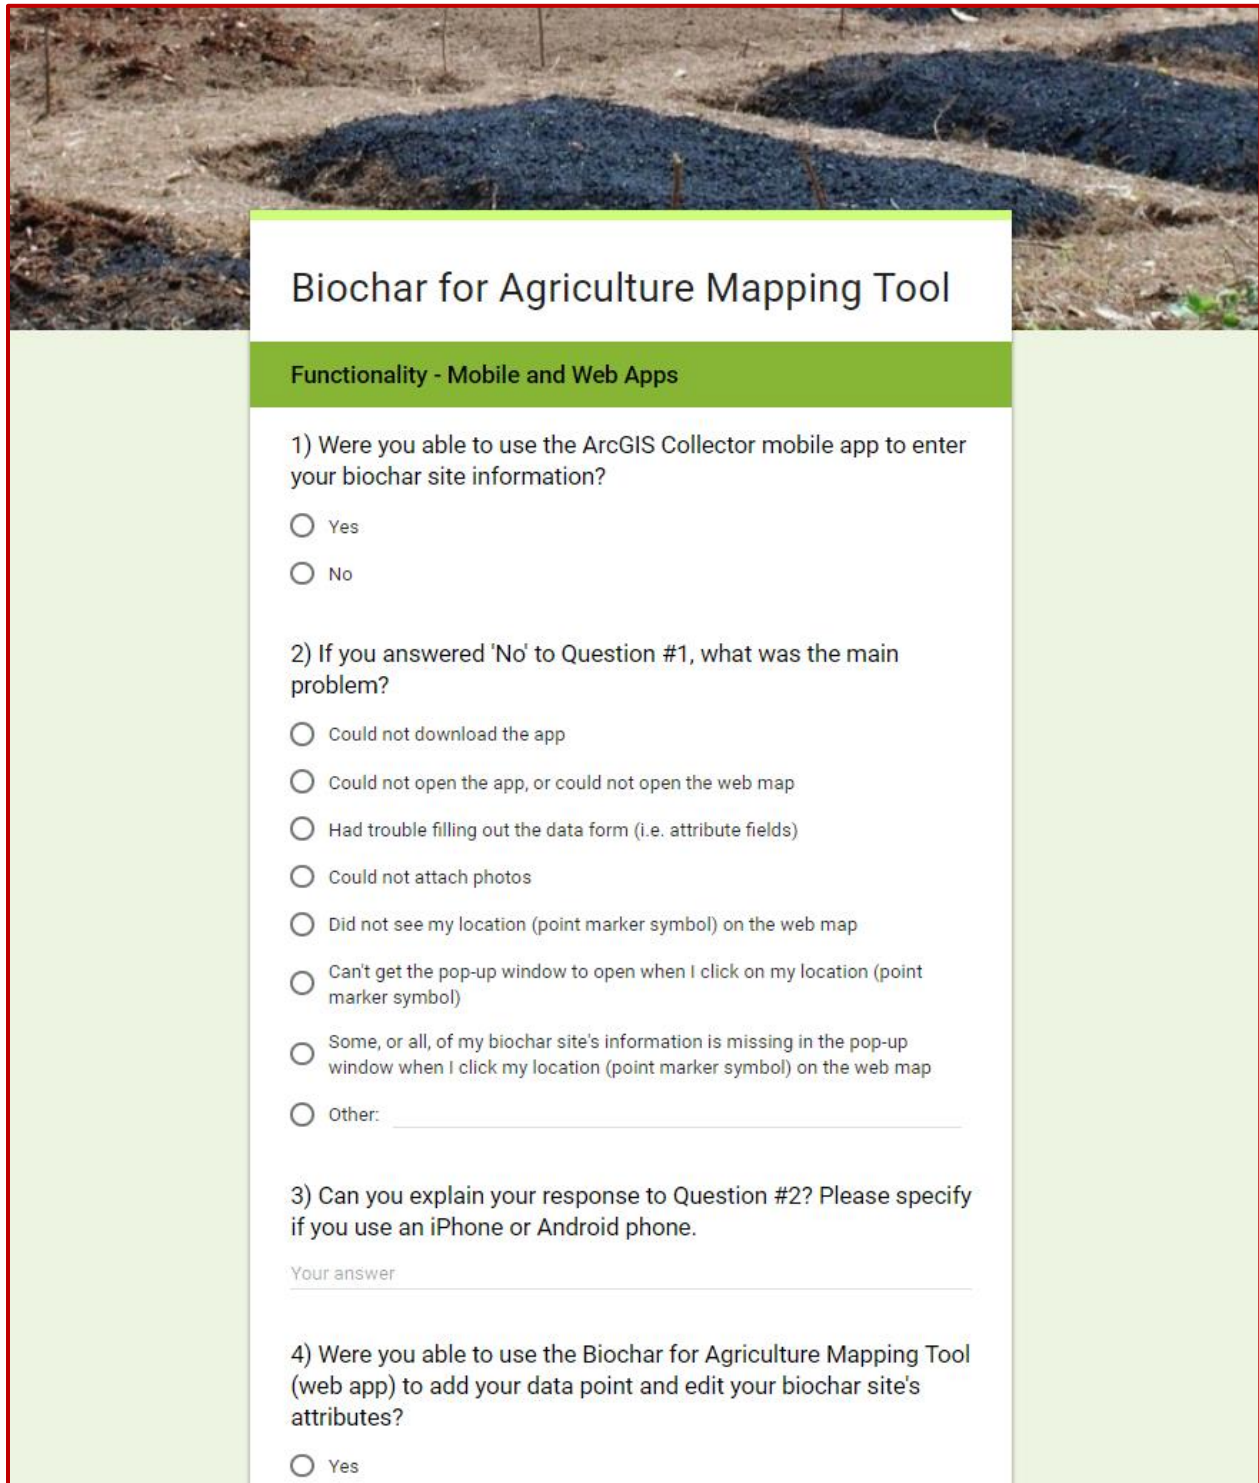 Biochar for Agriculture Mapping Tool
Functionality - Mobile and Web Apps
1) Were you able to use the ArcGIS Collector mobile app to enter
your biochar site information?
Yes
No
2) If you answered 'No' to Question #1, what was the main
problem?
Could not download the app
Could not open the app, or could not open the web map
Had trouble filling out the data form (i.e. attribute fields)
Could not attach photos
Did not see my location (point marker symbol) on the web map
Can't get the pop-up window to open when I click on my location (point
marker symbol)
Some, or all, of my biochar site's information is missing in the pop-up
window when I click my location (point marker symbol) on the web map
Other:
3) Can you explain your response to Question #2? Please specify
if you use an iPhone or Android phone.
Your answer
4) Were you able to use the Biochar for Agriculture Mapping Tool
(web app) to add your data point and edit your biochar site's
attributes?
Yes